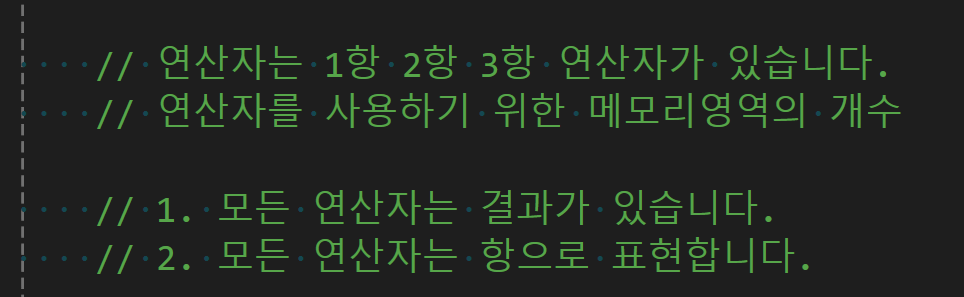 // 연산자는 1항 2항 3항 연산자가 있습니다.
// 연산자를 사용하기 위한 메모리영역의 개수
// 1. 모든 연산자는 결과가 있습니다.
// 2. 모든 연산자는 항으로 표현합니다.